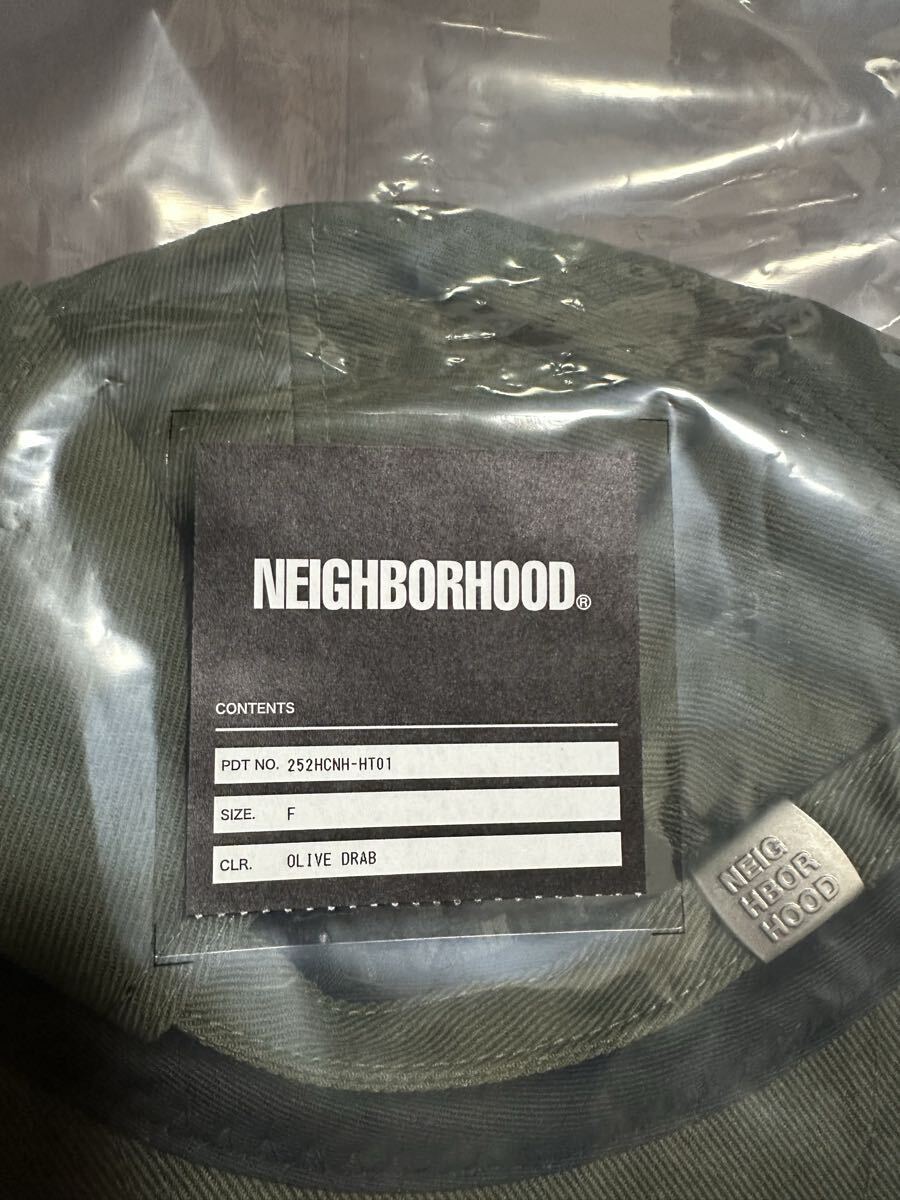 NEIGHBORHOOD®
CONTENTS
PDT NO. 252HCNH-HT01
SIZE. F
CLR. OLIVE DRAB
NEIG
HBOR
HOOD